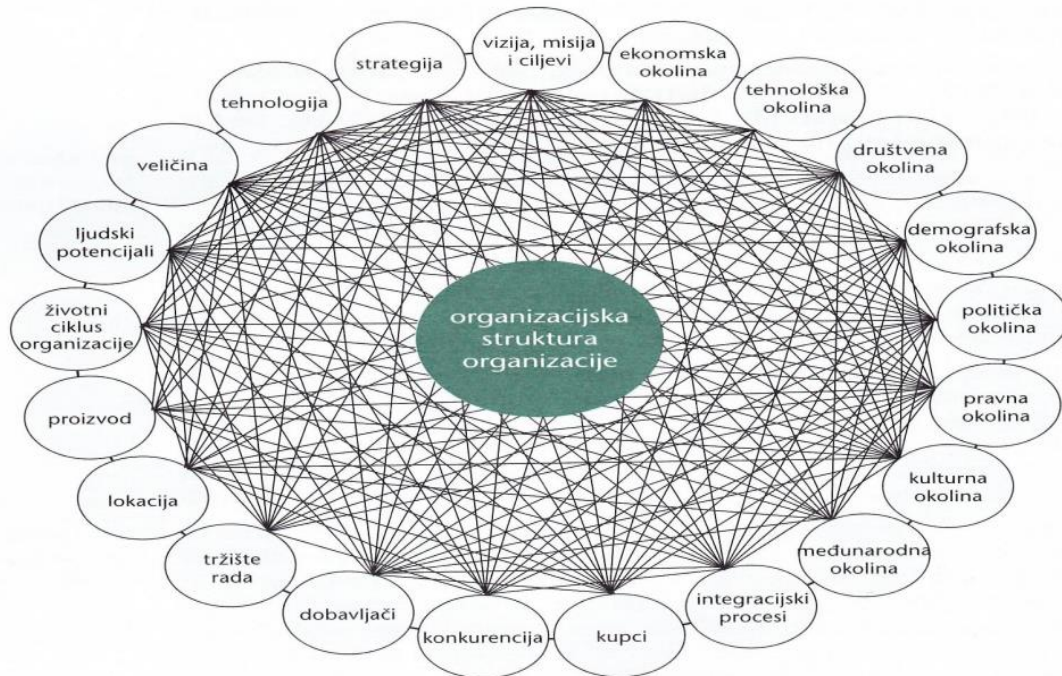 vizija, misija
i ciljevi
ekonomska
okolina
tehnološka
okolina
društvena
okolina
demografska
okolina
politička
okolina
pravna
okolina
kulturna
okolina
međunarodna
okolina
integracijski
procesi
kupci
konkurencija
dobavljači
tržište
rada
lokacija
proizvod
životni
ciklus
organizacije
ljudski
potencijali
veličina
tehnologija
strategija
organizacijska
struktura
organizacije